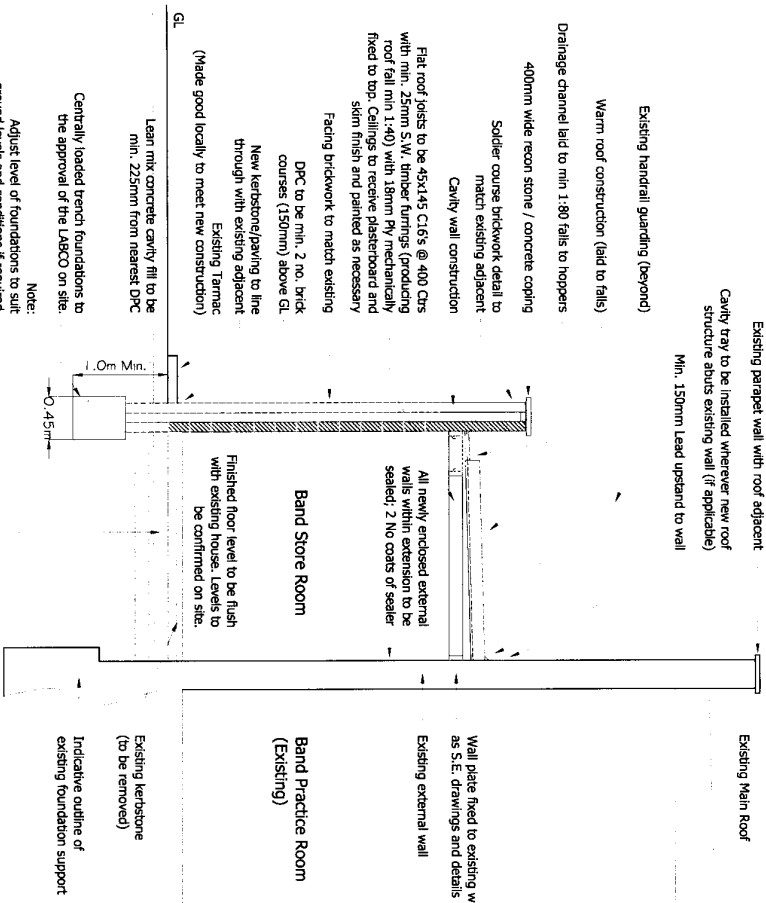 Existing parapet wall with roof adjacent
Cavity tray to be installed wherever new roof
structure abuts existing wall (if applicable)
Min. 150mm Lead upstand to wall
Existing Main Roof
Existing handrail guarding (beyond)
Warm roof construction (laid to falls)
Drainage channel laid to min 1:80 falls to hoppers
400mm wide recon stone / concrete coping
Soldier course brickwork detail to
match existing adjacent
Cavity wall construction
Flat roof joists to be 45x145 C16's @ 400 Ctrs
with min. 25mm S.W. timber furrings (producing
roof fall min 1:40) with 18mm Ply mechanically
fixed to top. Ceilings to receive plasterboard and
skim finish and painted as necessary
Facing brickwork to match existing
DPC to be min. 2 no. brick
courses (150mm) above GL
New kerbstone/paving to line
through with existing adjacent
Existing Tarmac
(Made good locally to meet new construction)
GL
Lean mix concrete cavity fill to be
min. 225mm from nearest DPC
Centrally loaded trench foundations to
the approval of the LABCO on site.
Note:
Adjust level of foundations to suit
ground levels and conditions if required
1.0m Min.
0.45m
All newly enclosed external
walls within extension to be
sealed; 2 No coats of sealer
Band Store Room
Finished floor level to be flush
with existing house. Levels to
be confirmed on site.
Wall plate fixed to existing w
as S.E. drawings and details
Existing external wall
Band Practice Room
(Existing)
Existing kerbstone
(to be removed)
Indicative outline of
existing foundation support